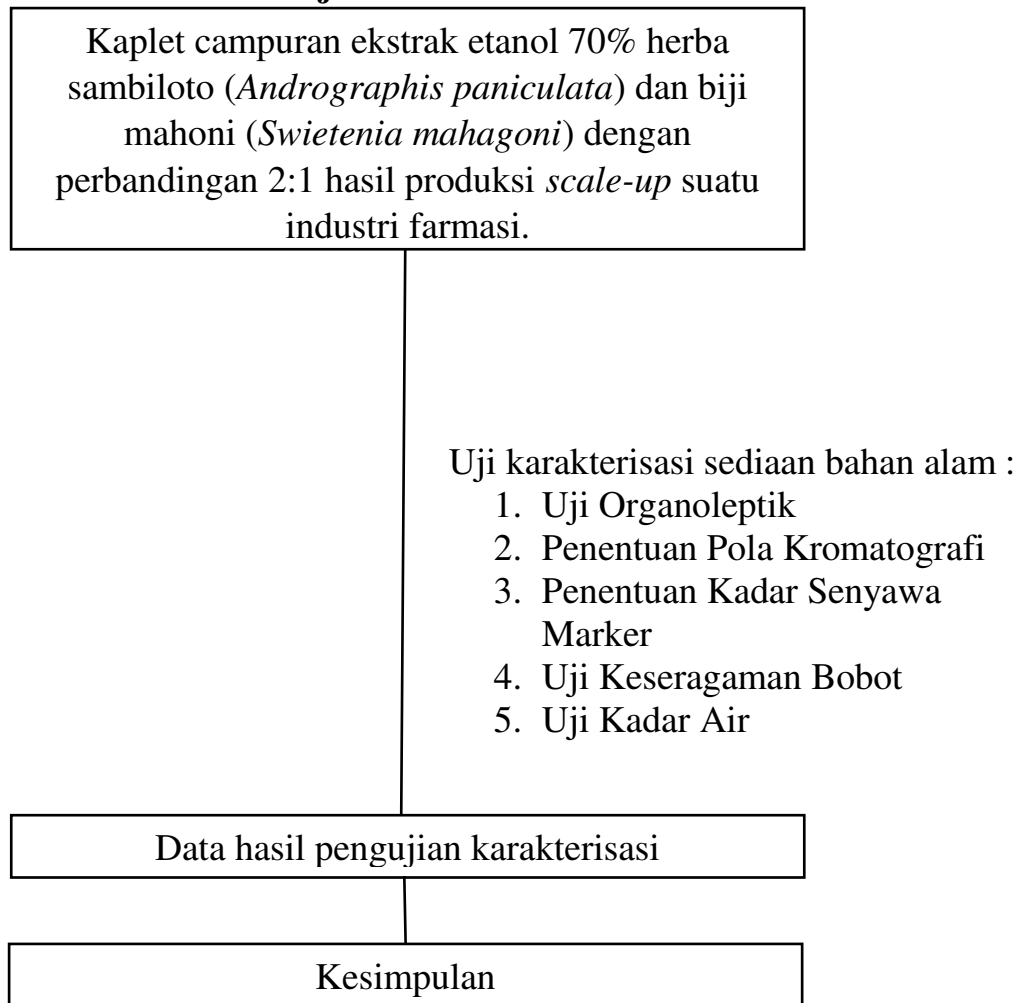 Kaplet campuran ekstrak etanol 70% herba
sambiloto (Andrographis paniculata) dan biji
mahoni (Swietenia mahagoni) dengan
perbandingan 2:1 hasil produksi scale-up suatu
industri farmasi.
Uji karakterisasi sediaan bahan alam :
1. Uji Organoleptik
2. Penentuan Pola Kromatografi
3. Penentuan Kadar Senyawa
Marker
4. Uji Keseragaman Bobot
5. Uji Kadar Air
Data hasil pengujian karakterisasi
Kesimpulan